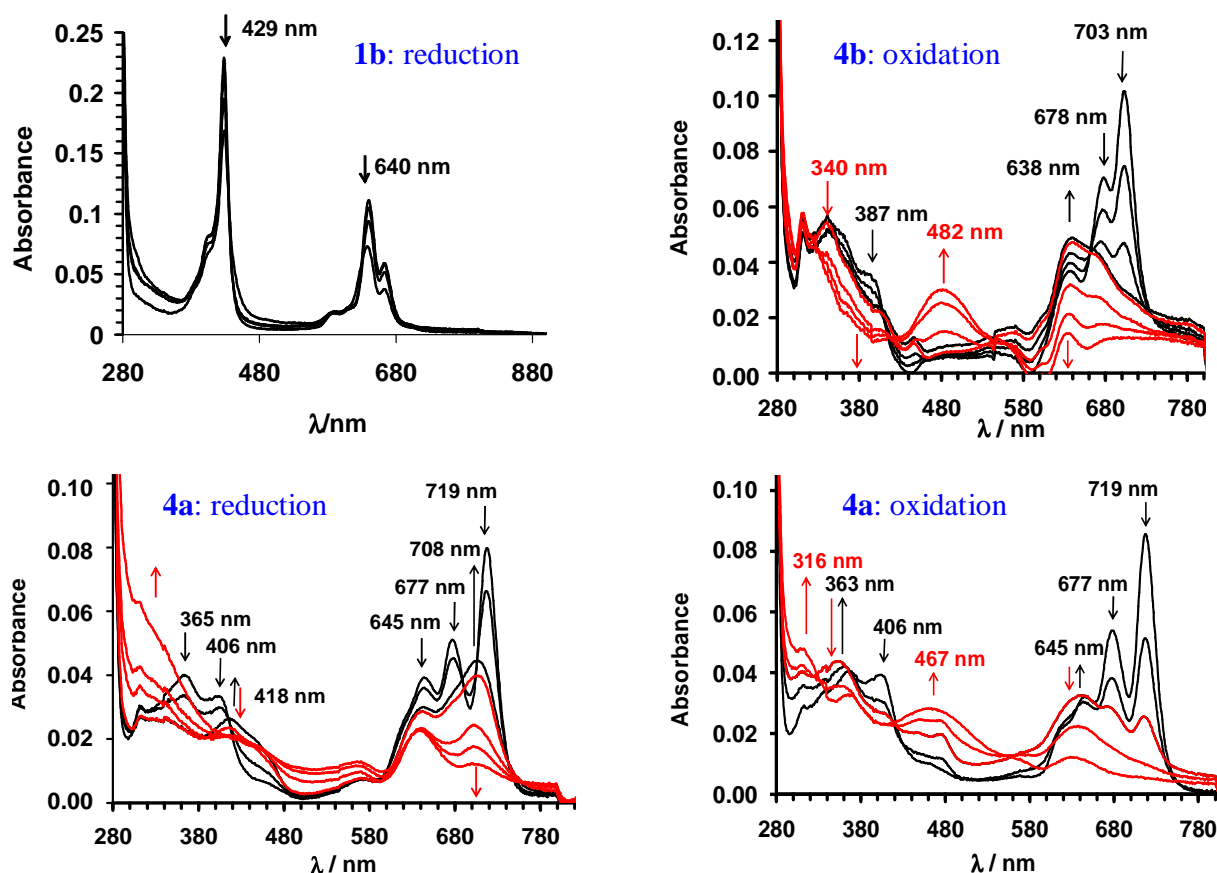 1b: reduction
429 nm
640 nm
Absorbance
0.25
0.2
0.15
0.1
0.05
0
280
480
680
880
λ/nm
4b: oxidation
703 nm
678 nm
638 nm
340 nm
387 nm
482 nm
Absorbance
0.12
0.10
0.08
0.06
0.04
0.02
0.00
280
380
480
580
680
780
λ / nm
4a: reduction
719 nm
708 nm
677 nm
645 nm
365 nm
406 nm
418 nm
Absorbance
0.10
0.08
0.06
0.04
0.02
0.00
280
380
480
580
680
780
λ / nm
4a: oxidation
719 nm
316 nm
363 nm
677 nm
406 nm
645 nm
467 nm
Absorbance
0.10
0.08
0.06
0.04
0.02
0.00
280
380
480
580
680
780
λ / nm